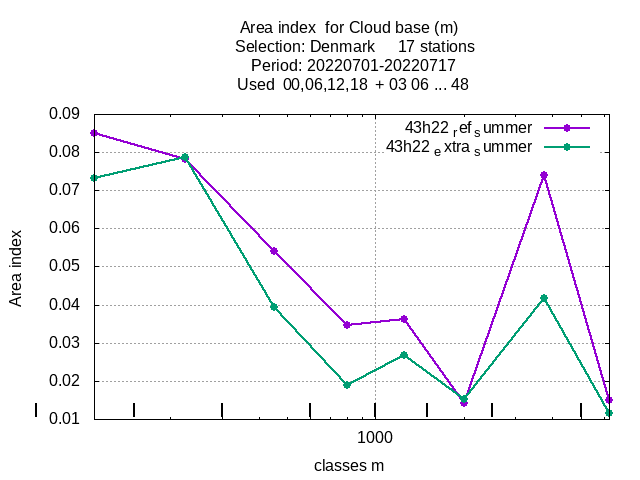 Area index  for Cloud base (m)
Selection: Denmark     17 stations
Period: 20220701-20220717
Used  00,06,12,18  + 03 06 ... 48
0.09
0.08
0.07
0.06
0.05
0.04
0.03
0.02
0.01
Area index
43h22 ref summer
43h22 extra summer
1000
classes m